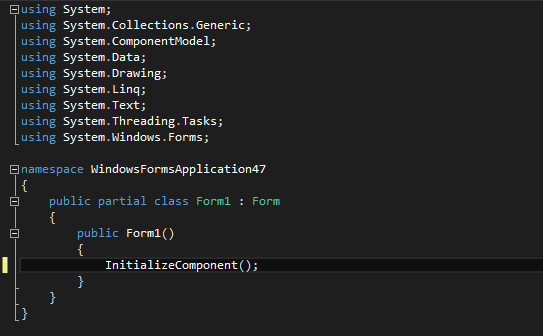 using System;
using System.Collections.Generic;
using System.ComponentModel;
using System.Data;
using System.Drawing;
using System.Linq;
using System.Text;
using System.Threading.Tasks;
using System.Windows.Forms;
namespace WindowsFormsApplication47
{
    public partial class Form1 : Form
    {
        public Form1()
        {
            InitializeComponent();
        }
    }
}